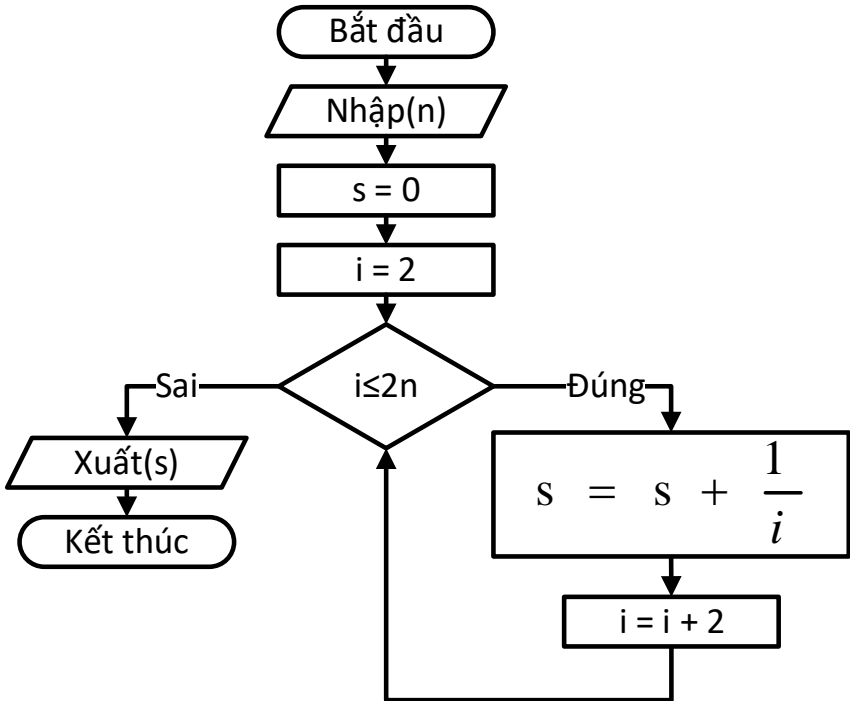 Bắt đầu
Nhập(n)
s = 0
i = 2
i≤2n
Sai
Đúng
Xuất(s)
Kết thúc
s = s + 1/i
i = i + 2